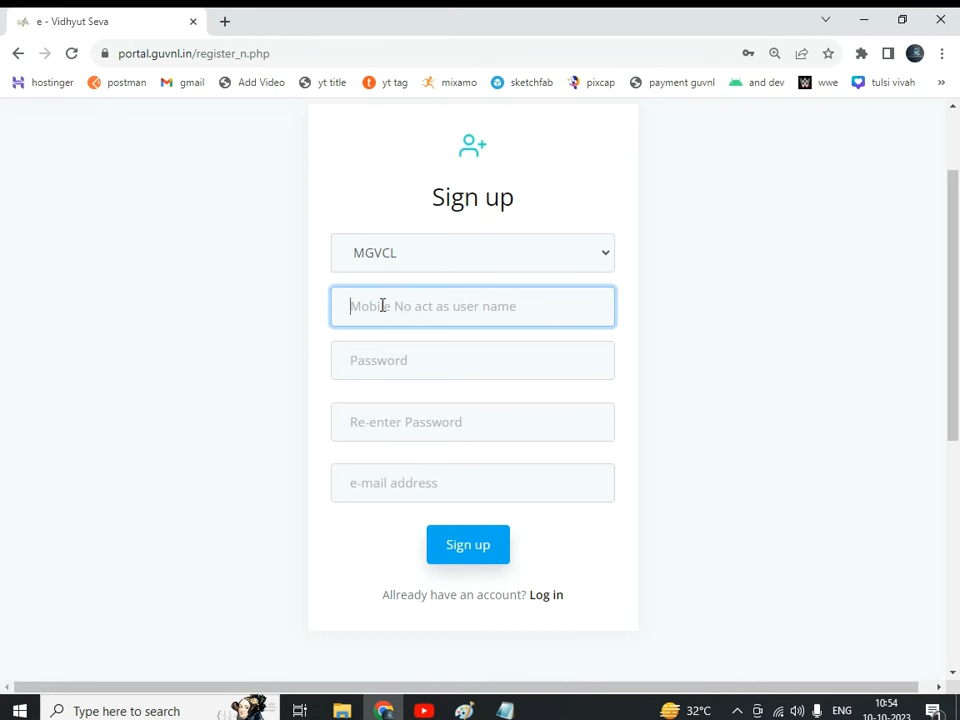 e - Vidhyut Seva
portal.guvnl.in/register_n.php
hostinger postman gmail Add Video yt title yt tag mixamo sketchfab pixcap payment guvnl and dev wwe tulsi vivah »
Sign up
MGVCL
Mobile No act as user name
Password
Re-enter Password
e-mail address
Sign up
Allready have an account? Log in
Type here to search
32°C
ENG
10:54
10-10-2023